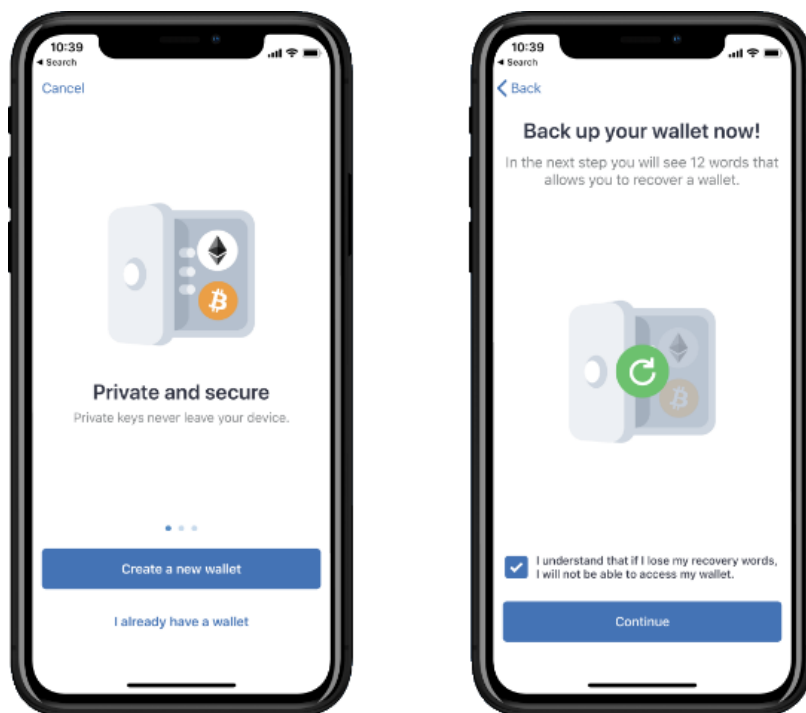 10:39
Search
Cancel
Private and secure
Private keys never leave your device.
Create a new wallet
I already have a wallet
10:39
Search
Back
Back up your wallet now!
In the next step you will see 12 words that
allows you to recover a wallet.
I understand that if I lose my recovery words,
I will not be able to access my wallet.
Continue